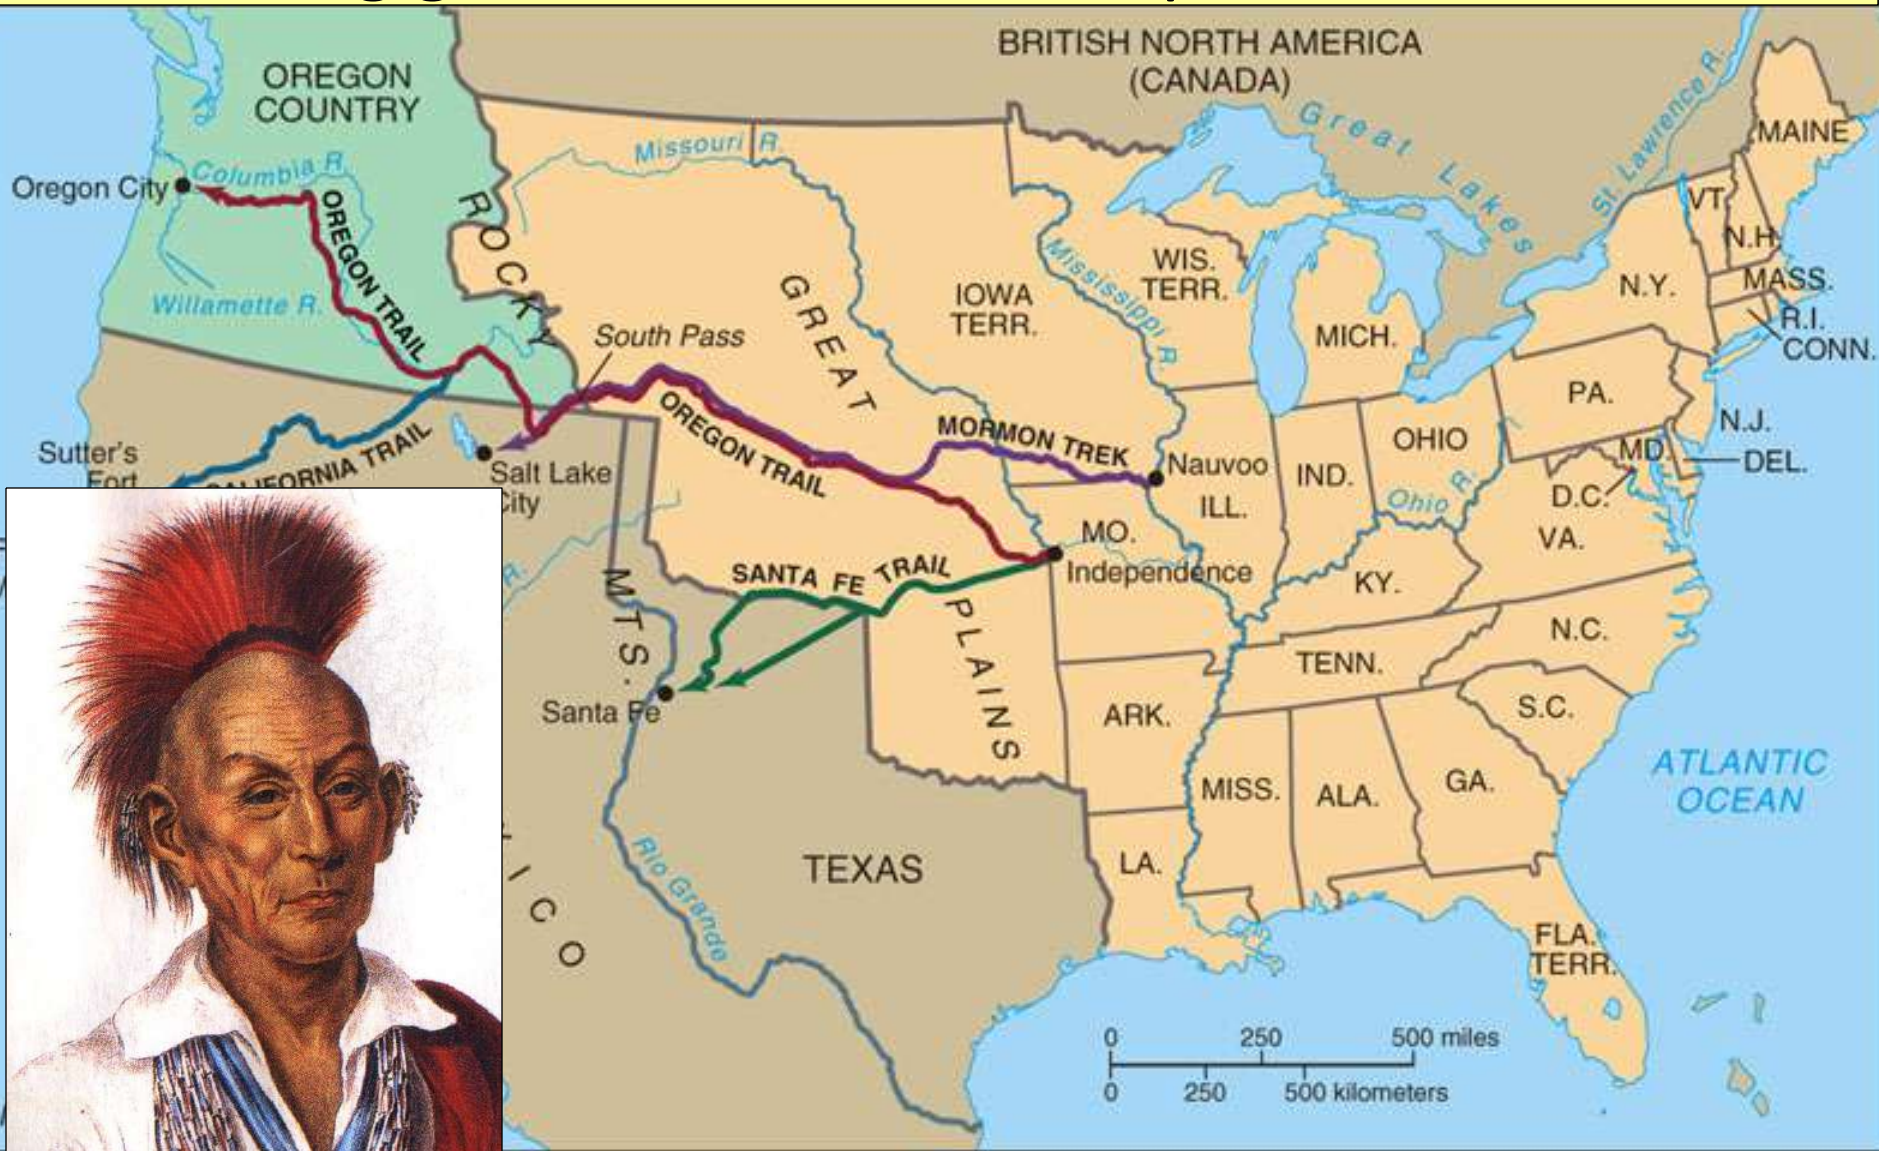 BRITISH NORTH AMERICA
(CANADA)
OREGON
COUNTRY
Great Lakes
St. Lawrence R.
MAINE
Missouri R.
Columbia R.
Oregon City
OREGON TRAIL
ROCKY
VT.
N.H.
Mississippi R.
WIS.
TERR.
MASS.
N.Y.
IOWA
TERR.
GREAT
Willamette R.
R.I.
South Pass
MICH.
CONN.
PA.
OREGON TRAIL
MORMON TREK
N.J.
OHIO
MD.
DEL.
Sutter's
Fort
CALIFORNIA TRAIL
Salt Lake
City
Nauvoo
IND.
Ohio R.
D.C.
ILL.
VA.
MO.
R.
MTS.
SANTA FE TRAIL
Independence
KY.
PLAINS
N.C.
TENN.
Santa Fe
ARK.
S.C.
ATLANTIC
OCEAN
MISS.
ALA.
GA.
Rio Grande
TEXAS
LA.
ICO
FLA.
TERR.
0 250 500 miles
0 250 500 kilometers